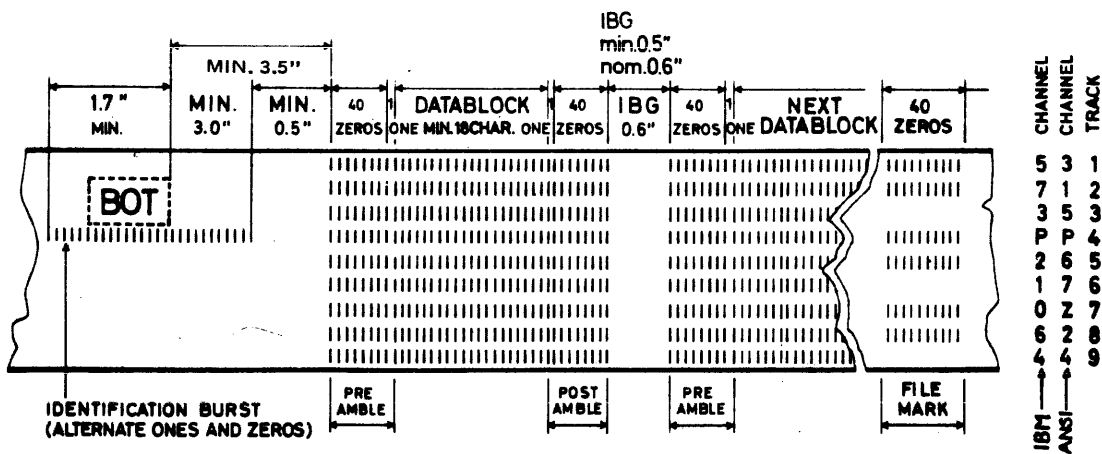 IBG
min.0.5"
nom.0.6"
MIN. 3.5"
1.7 "
MIN.
MIN.
3.0"
MIN.
0.5"
40
ZEROS
1
ONE
DATABLOCK
MIN.18CHAR.
1
ONE
40
ZEROS
IBG
0.6"
40
ZEROS
1
ONE
NEXT
DATABLOCK
40
ZEROS
CHANNEL
CHANNEL
TRACK
BOT
5 3 1
7 1 2
3 5 3
P P 4
2 6 5
1 7 6
0 Z 7
6 2 8
4 4 9
IBM
ANSI
IDENTIFICATION BURST
(ALTERNATE ONES AND ZEROS)
PRE
AMBLE
POST
AMBLE
PRE
AMBLE
FILE
MARK